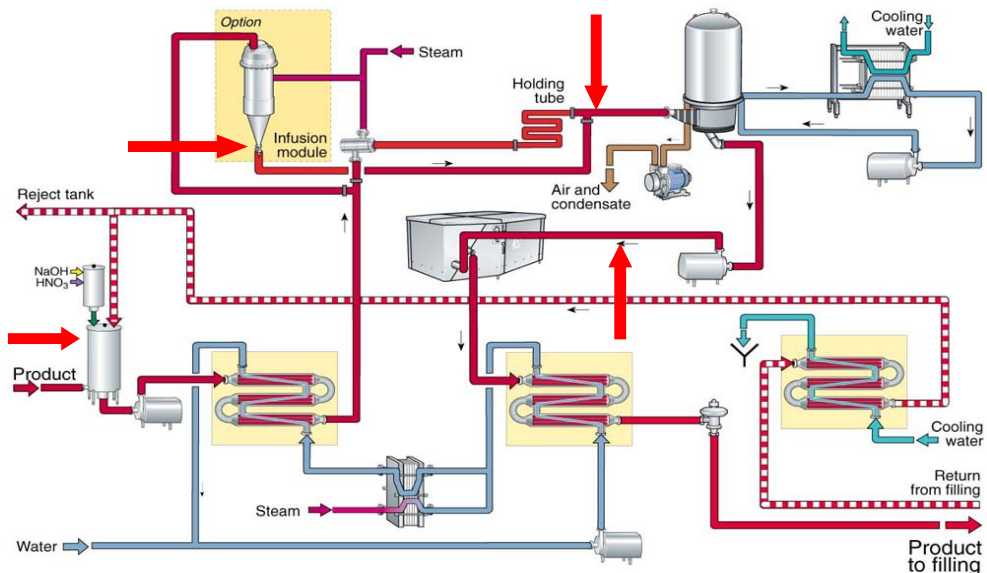 Option
Steam
Cooling
water
Holding
tube
Infusion
module
Air and
condensate
Reject tank
NaOH
HNO₃
Product
Cooling
water
Steam
Return
from filling
Water
Product
to filling